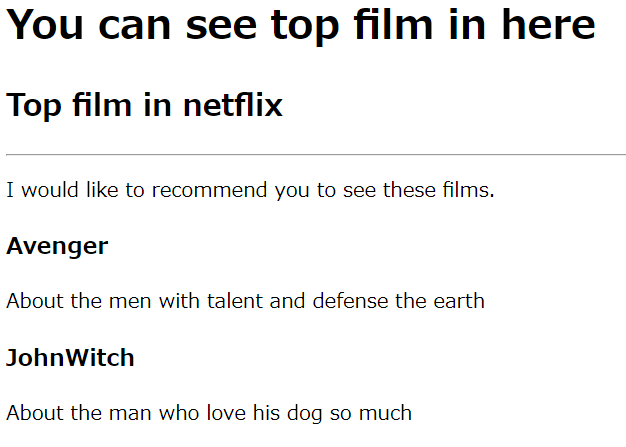 You can see top film in here
Top film in netflix
I would like to recommend you to see these films.
Avenger
About the men with talent and defense the earth
JohnWitch
About the man who love his dog so much